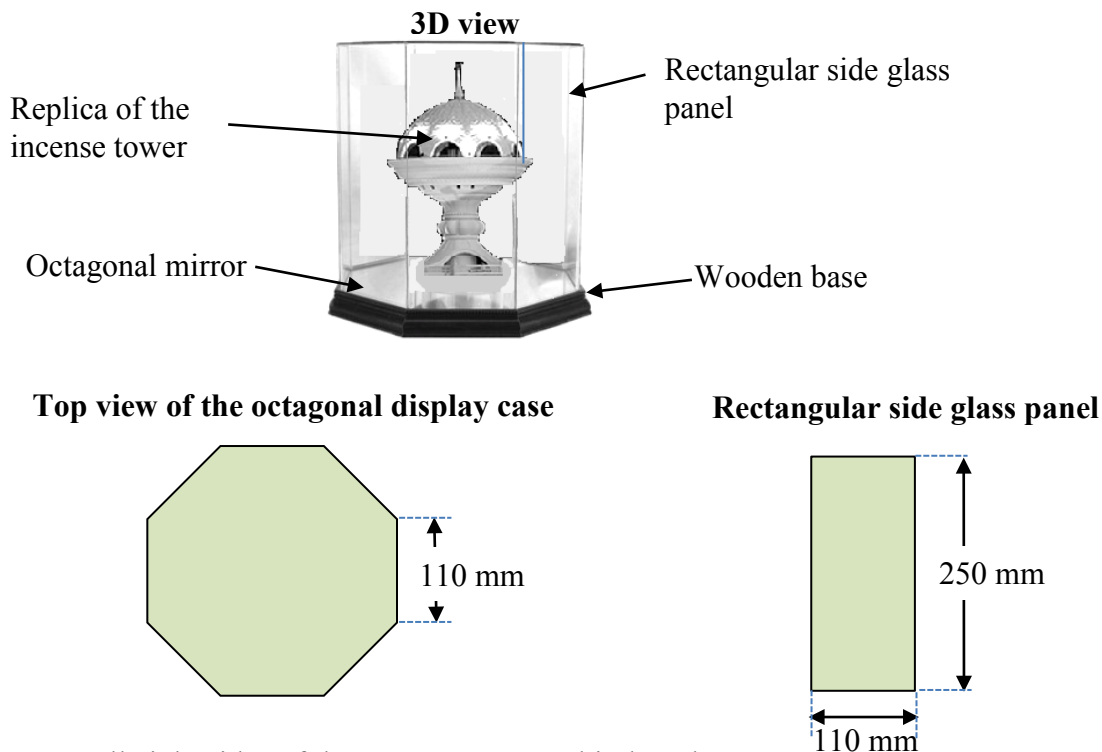 3D view
Rectangular side glass
panel
Replica of the
incense tower
Octagonal mirror
Wooden base
Top view of the octagonal display case
Rectangular side glass panel
110 mm
250 mm
110 mm